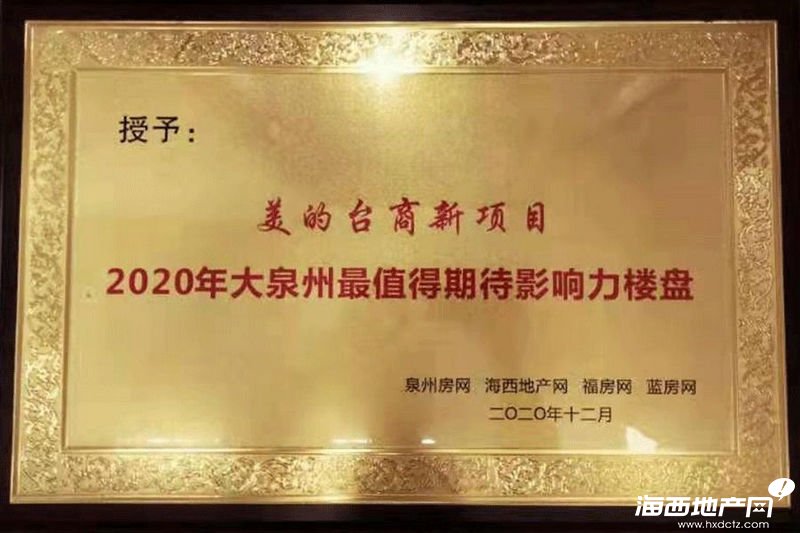 授予：
美的台商新项目
2020年大泉州最值得期待影响力楼盘
泉州房网 海西地产网 福房网 蓝房网
二〇二〇年十二月
海西地产网!
www.hxdctz.com